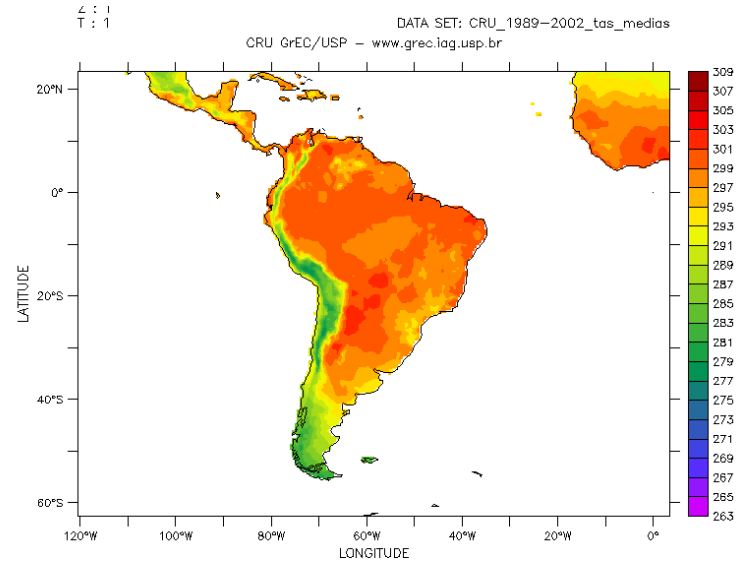 T : 1
DATA SET: CRU_1989-2002_tas_medias
CRU GrEC/USP - www.grec.iag.usp.br
20°N
0°
20°S
40°S
60°S
LATITUDE
120°W 100°W 80°W 60°W 40°W 20°W 0°
LONGITUDE
309
307
305
303
301
299
297
295
293
291
289
287
285
283
281
279
277
275
273
271
269
267
265
263